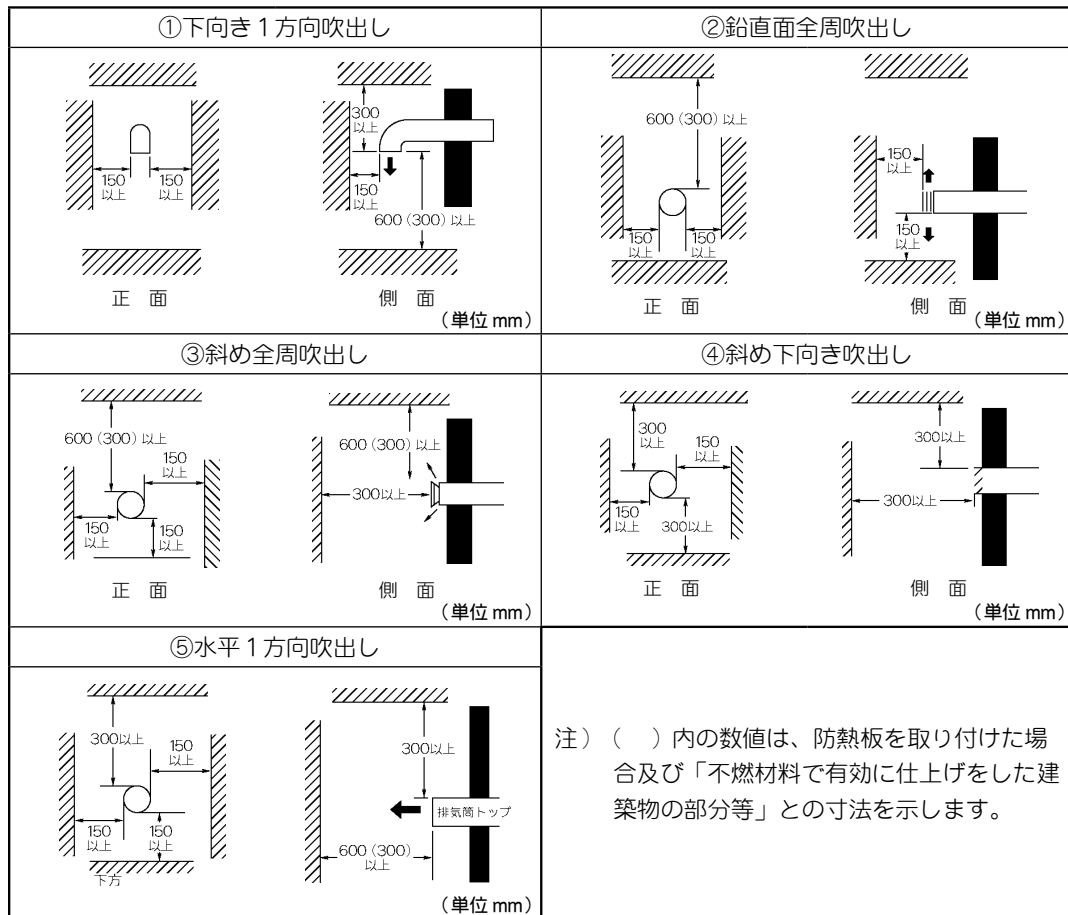 ①下向き１方向吹出し
300
以上
150
以上
150
以上
150
以上
600（300）以上
正　面
側　面
（単位 mm）
②鉛直面全周吹出し
600（300）以上
150
以上
150
以上
150
以上
150
以上
正　面
側　面
（単位 mm）
③斜め全周吹出し
600（300）以上
150
以上
150
以上
150
以上
600（300）以上
300以上
正　面
側　面
（単位 mm）
④斜め下向き吹出し
300
以上
150
以上
150
以上
300以上
300以上
300以上
正　面
側　面
（単位 mm）
⑤水平１方向吹出し
300以上
150
以上
150
以上
150
以上
下方
300以上
排気筒トップ
600（300）
以上
（単位 mm）
注）（　）内の数値は、防熱板を取り付けた場
合及び「不燃材料で有効に仕上げをした建
築物の部分等」との寸法を示します。